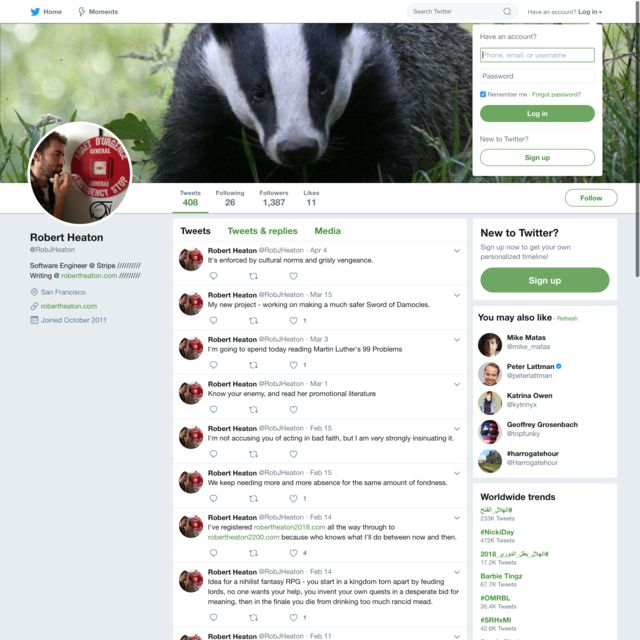 Home
Moments
Search Twitter
Have an account? Log in
Have an account?
Phone, email, or username
Password
Remember me · Forgot password?
Log in
New to Twitter?
Sign up
GENERAL
GENERAL
Tweets
408
Following
26
Followers
1,387
Likes
11
Follow
Robert Heaton
@RobJHeaton
Software Engineer @ Stripe //////////
Writing @ robertheaton.com /////////
San Francisco
robertheaton.com
Joined October 2011
Tweets
Tweets & replies
Media
Robert Heaton @RobJHeaton · Apr 4
It's enforced by cultural norms and grisly vengeance.
Robert Heaton @RobJHeaton · Mar 15
My new project - working on making a much safer Sword of Damocles.
1
Robert Heaton @RobJHeaton · Mar 3
I'm going to spend today reading Martin Luther's 99 Problems
1
Robert Heaton @RobJHeaton · Mar 1
Know your enemy, and read her promotional literature
Robert Heaton @RobJHeaton · Feb 15
I'm not accusing you of acting in bad faith, but I am very strongly insinuating it.
Robert Heaton @RobJHeaton · Feb 15
We keep needing more and more absence for the same amount of fondness.
1
Robert Heaton @RobJHeaton · Feb 14
I've registered robertheaton2018.com all the way through to
robertheaton2200.com because who knows what I'll do between now and then.
4
Robert Heaton @RobJHeaton · Feb 14
Idea for a nihilist fantasy RPG - you start in a kingdom torn apart by feuding
lords, no one wants your help, you invent your own quests in a desperate bid for
meaning, then in the finale you die from drinking too much rancid mead.
1
Robert Heaton @RobJHeaton · Feb 11
New to Twitter?
Sign up now to get your own
personalized timeline!
Sign up
You may also like · Refresh
Mike Matas
@mike_matas
Peter Lattman
@peterlattman
Katrina Owen
@kytrinyx
Geoffrey Grosenbach
@topfunky
#harrogatehour
@Harrogatehour
Worldwide trends
#الهلال_الفتح
233K Tweets
#NickiDay
472K Tweets
#الهلال_بطل_الدوري_2018
17.2K Tweets
Barbie Tingz
67.7K Tweets
#OMRBL
35.4K Tweets
#SRHvMI
42.6K Tweets